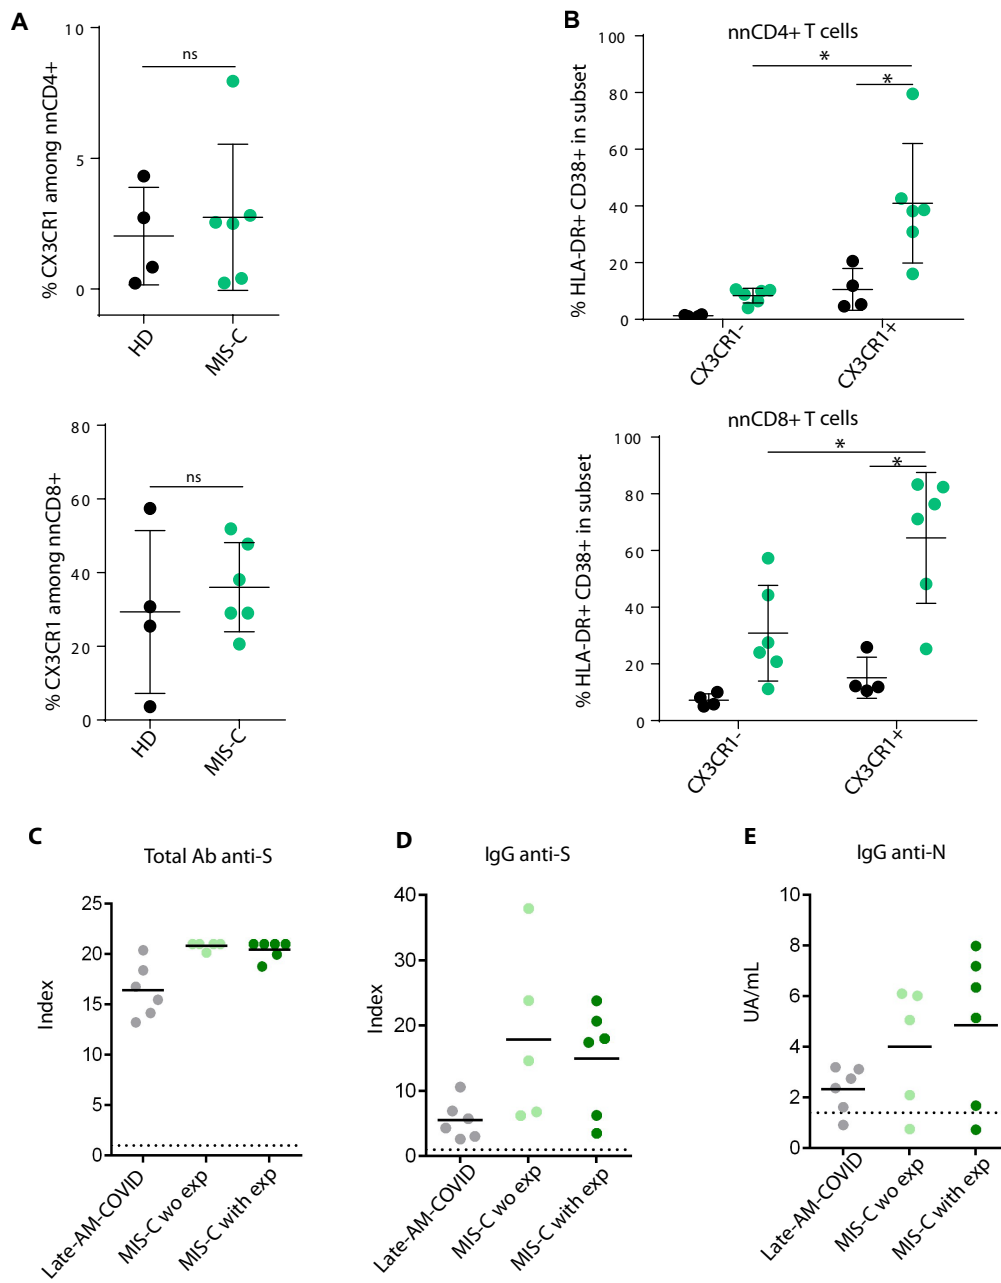 A
% CX3CR1 among nnCD4+
10
5
0
ns
HD
MIS-C
B
nnCD4+ T cells
% HLA-DR+ CD38+ in subset
100
80
60
40
20
0
*
*
CX3CR1-
CX3CR1+
% CX3CR1 among nnCD8+
80
60
40
20
0
ns
HD
MIS-C
nnCD8+ T cells
% HLA-DR+ CD38+ in subset
100
80
60
40
20
0
*
*
CX3CR1-
CX3CR1+
C
Total Ab anti-S
Index
25
20
15
10
5
0
Late-AM-COVID
MIS-C wo exp
MIS-C with exp
D
IgG anti-S
Index
40
30
20
10
0
Late-AM-COVID
MIS-C wo exp
MIS-C with exp
E
IgG anti-N
UA/mL
10
8
6
4
2
0
Late-AM-COVID
MIS-C wo exp
MIS-C with exp